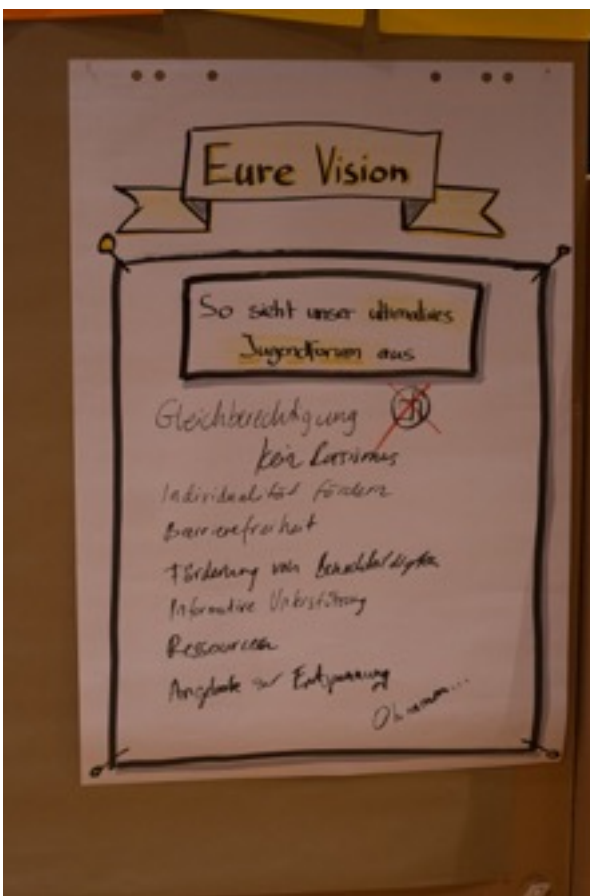 Eure Vision
So sieht unser ultimatives
Jugendforum aus
Gleichberechtigung
kein Rassismus
Individualität fördern
Barrierefreiheit
Förderung von Benachteiligten
Informative Unterstützung
Ressourcen
Angebote zur Entspannung